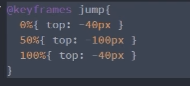 @keyframes jump{
0%{ top: -40px }
50%{ top: -100px }
100%{ top: -40px }
}